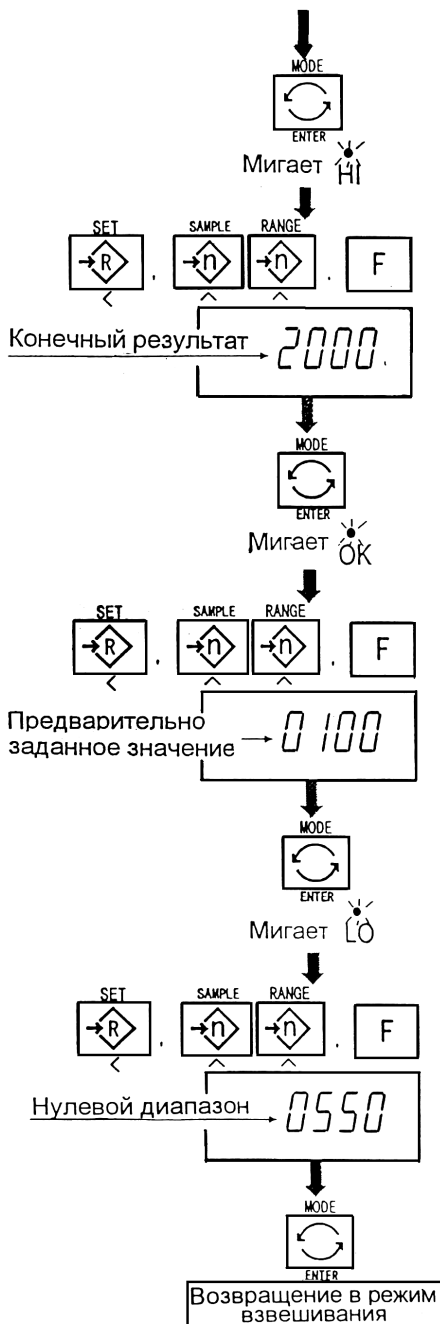 MODE
ENTER
Мигает HI
SET SAMPLE RANGE
R n n F
Конечный результат 2000
MODE
ENTER
Мигает OK
SET SAMPLE RANGE
R n n F
Предварительно
заданное значение 0100
MODE
ENTER
Мигает LO
SET SAMPLE RANGE
R n n F
Нулевой диапазон 0550
MODE
ENTER
Возвращение в режим
взвешивания